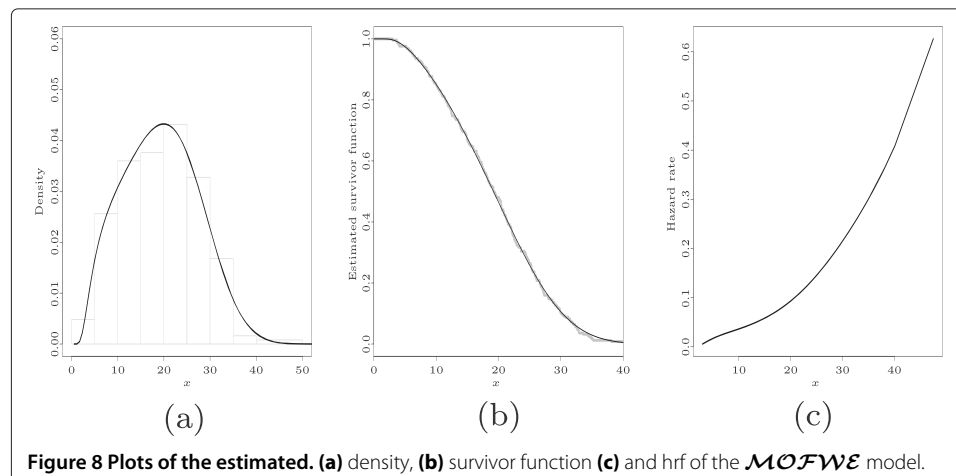 Density
0.00 0.01 0.02 0.03 0.04 0.05 0.06
0 10 20 30 40 50
x
(a)
Estimated survivor function
0.0 0.2 0.4 0.6 0.8 1.0
0 10 20 30 40
x
(b)
Hazard rate
0.0 0.1 0.2 0.3 0.4 0.5 0.6
10 20 30 40
x
(c)
Figure 8 Plots of the estimated. (a) density, (b) survivor function (c) and hrf of the MOFWE model.